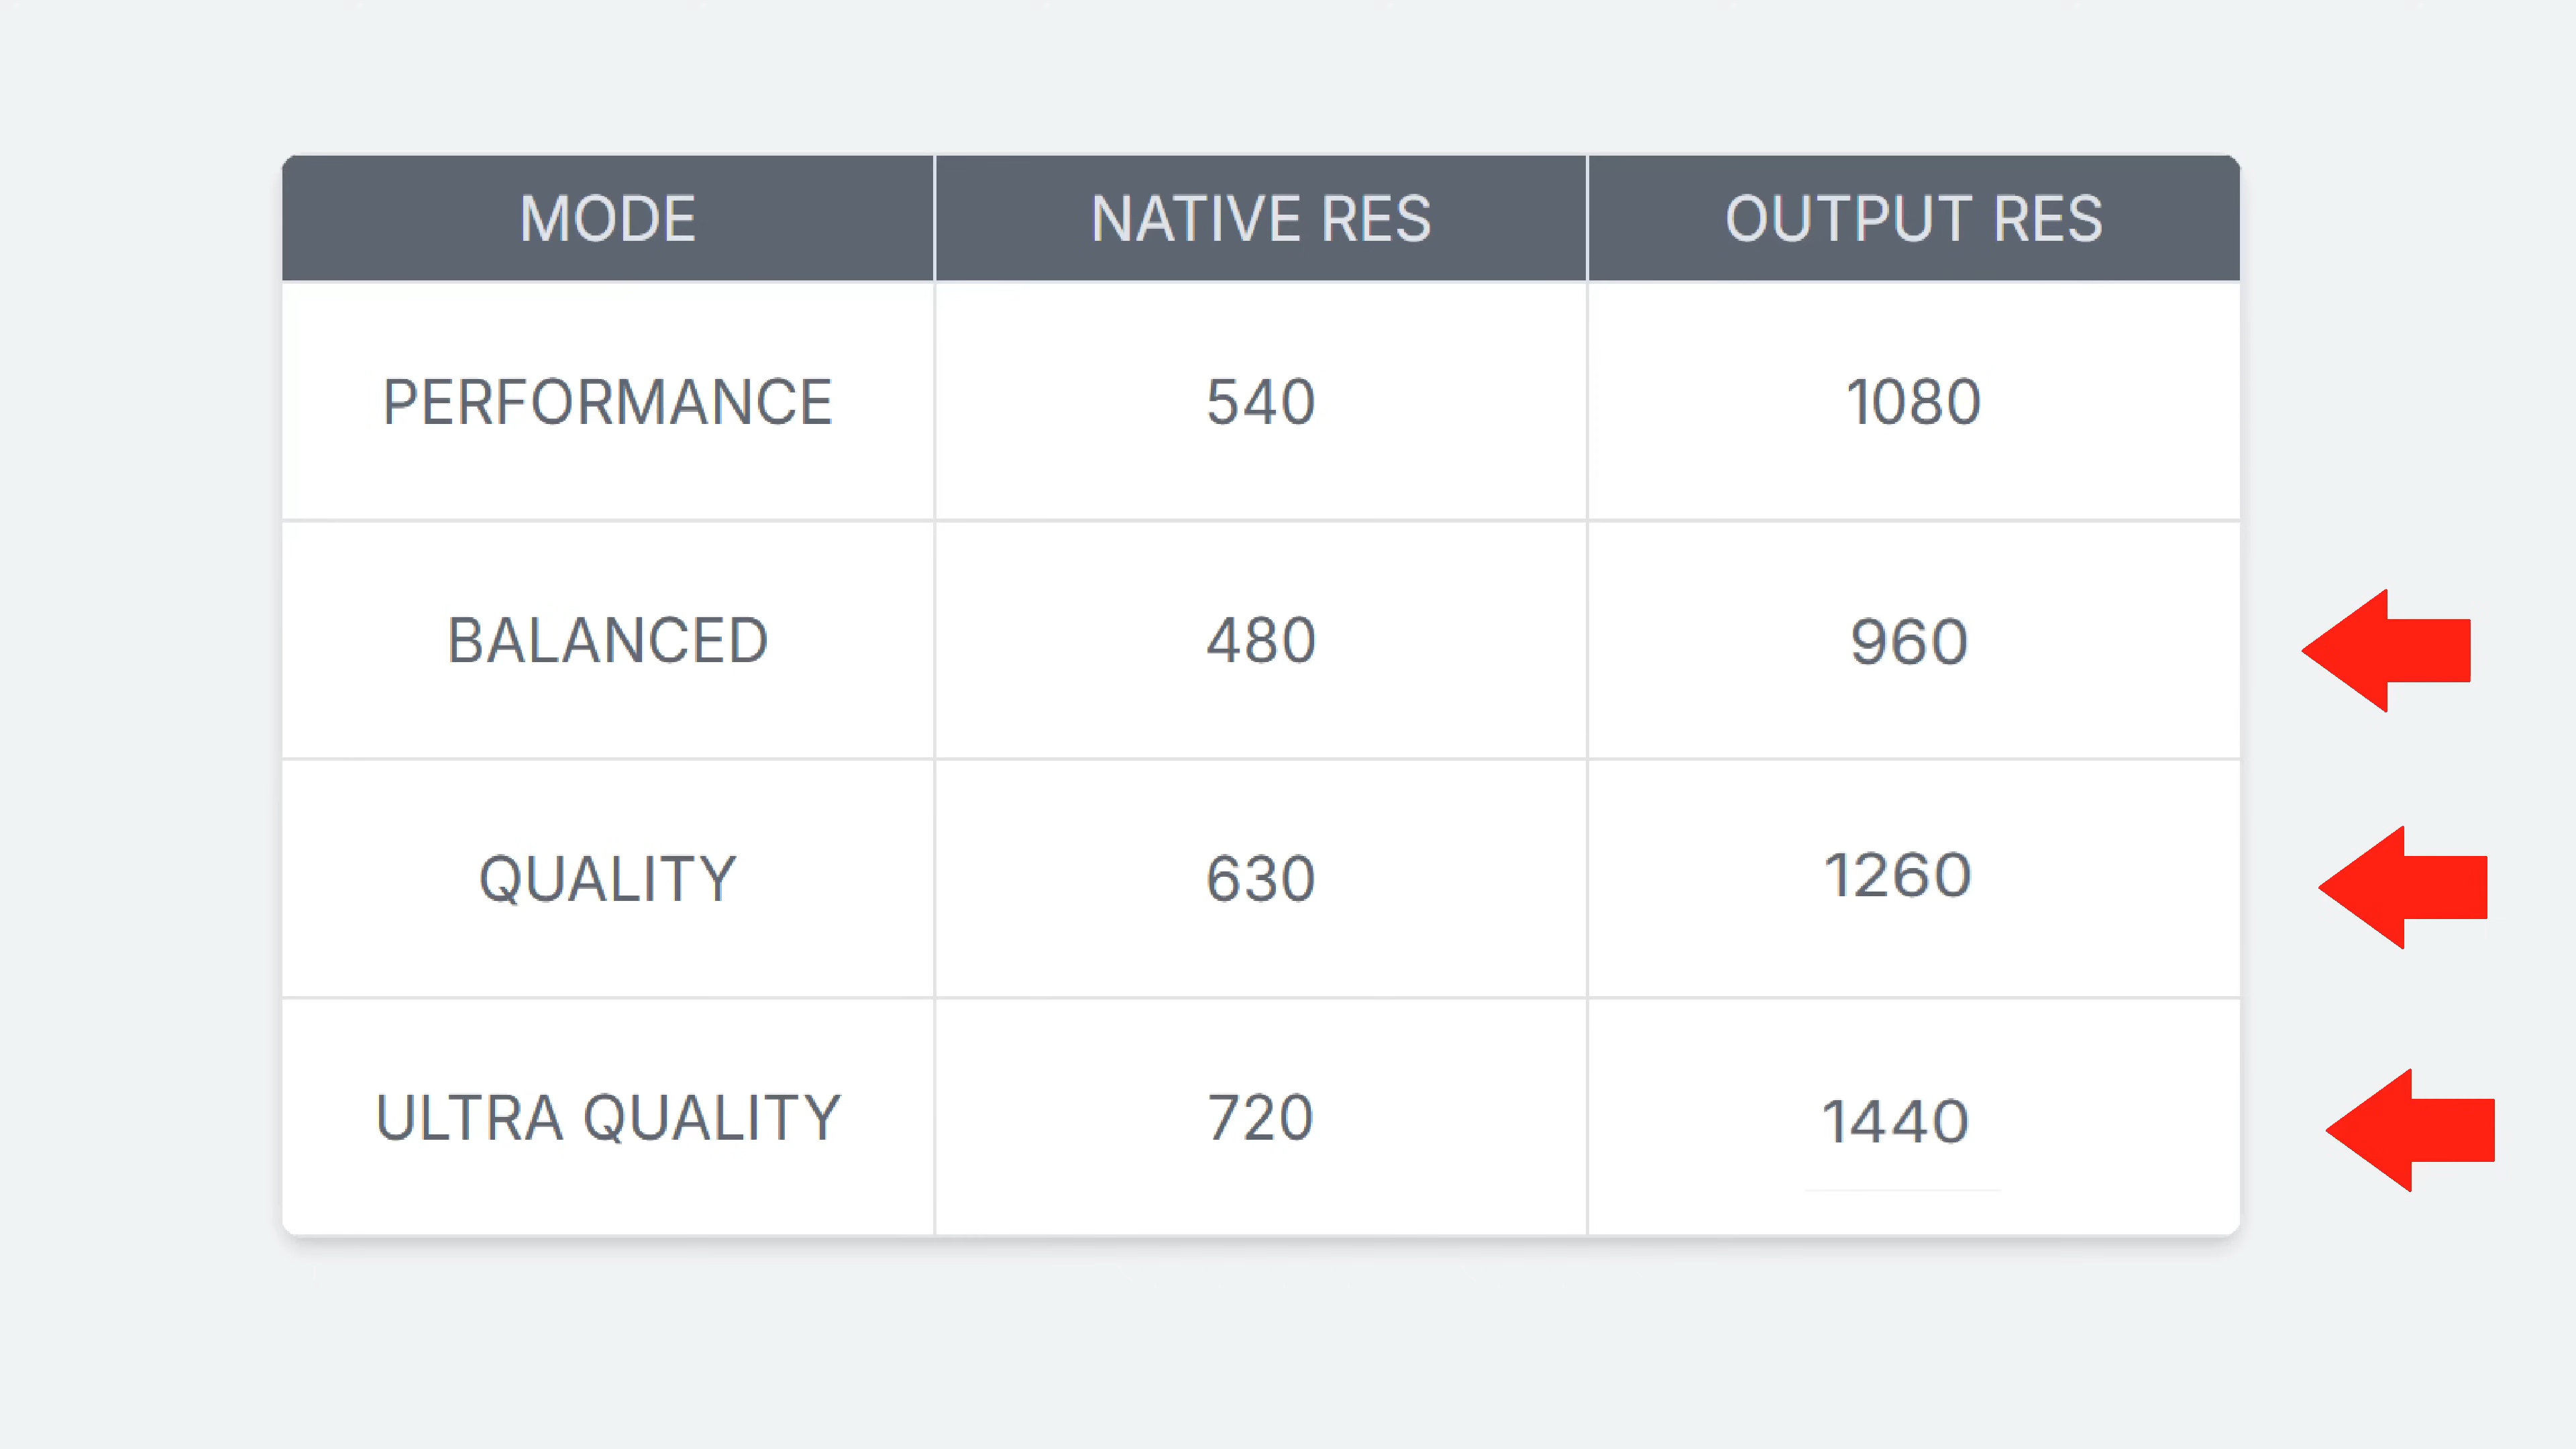 MODE NATIVE RES OUTPUT RES
PERFORMANCE 540 1080
BALANCED 480 960
QUALITY 630 1260
ULTRA QUALITY 720 1440